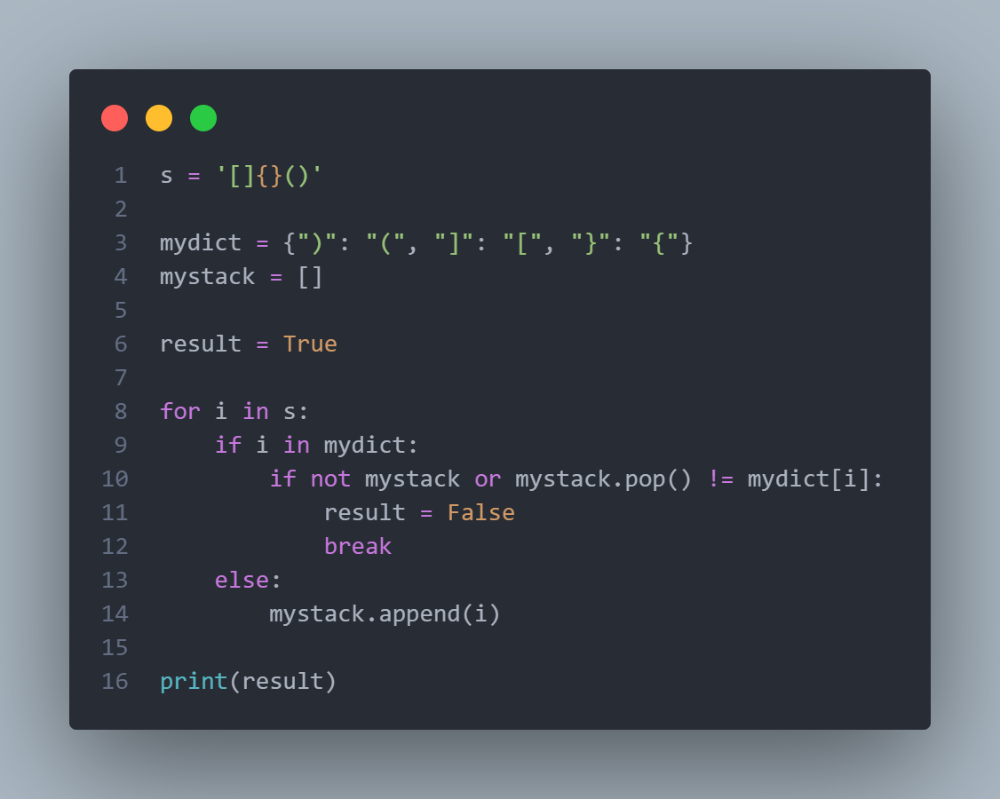 1 s = '[]{}()'
2
3 mydict = {")": "(", "]": "[", "}": "{"}
4 mystack = []
5
6 result = True
7
8 for i in s:
9     if i in mydict:
10         if not mystack or mystack.pop() != mydict[i]:
11             result = False
12             break
13     else:
14         mystack.append(i)
15
16 print(result)